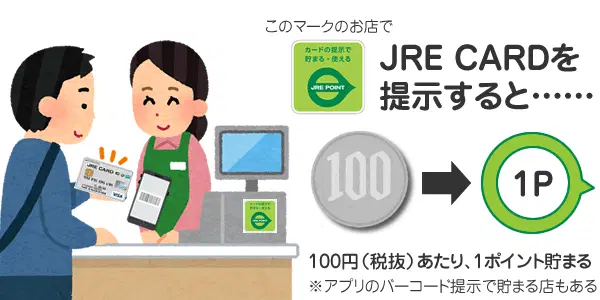 このマークのお店で
カードの提示で
貯まる・使える
JRE POINT
JRE CARDを
提示すると……
JRE CARD
VISA
100
1P
100円（税抜）あたり、1ポイント貯まる
※アプリのバーコード提示で貯まる店もある